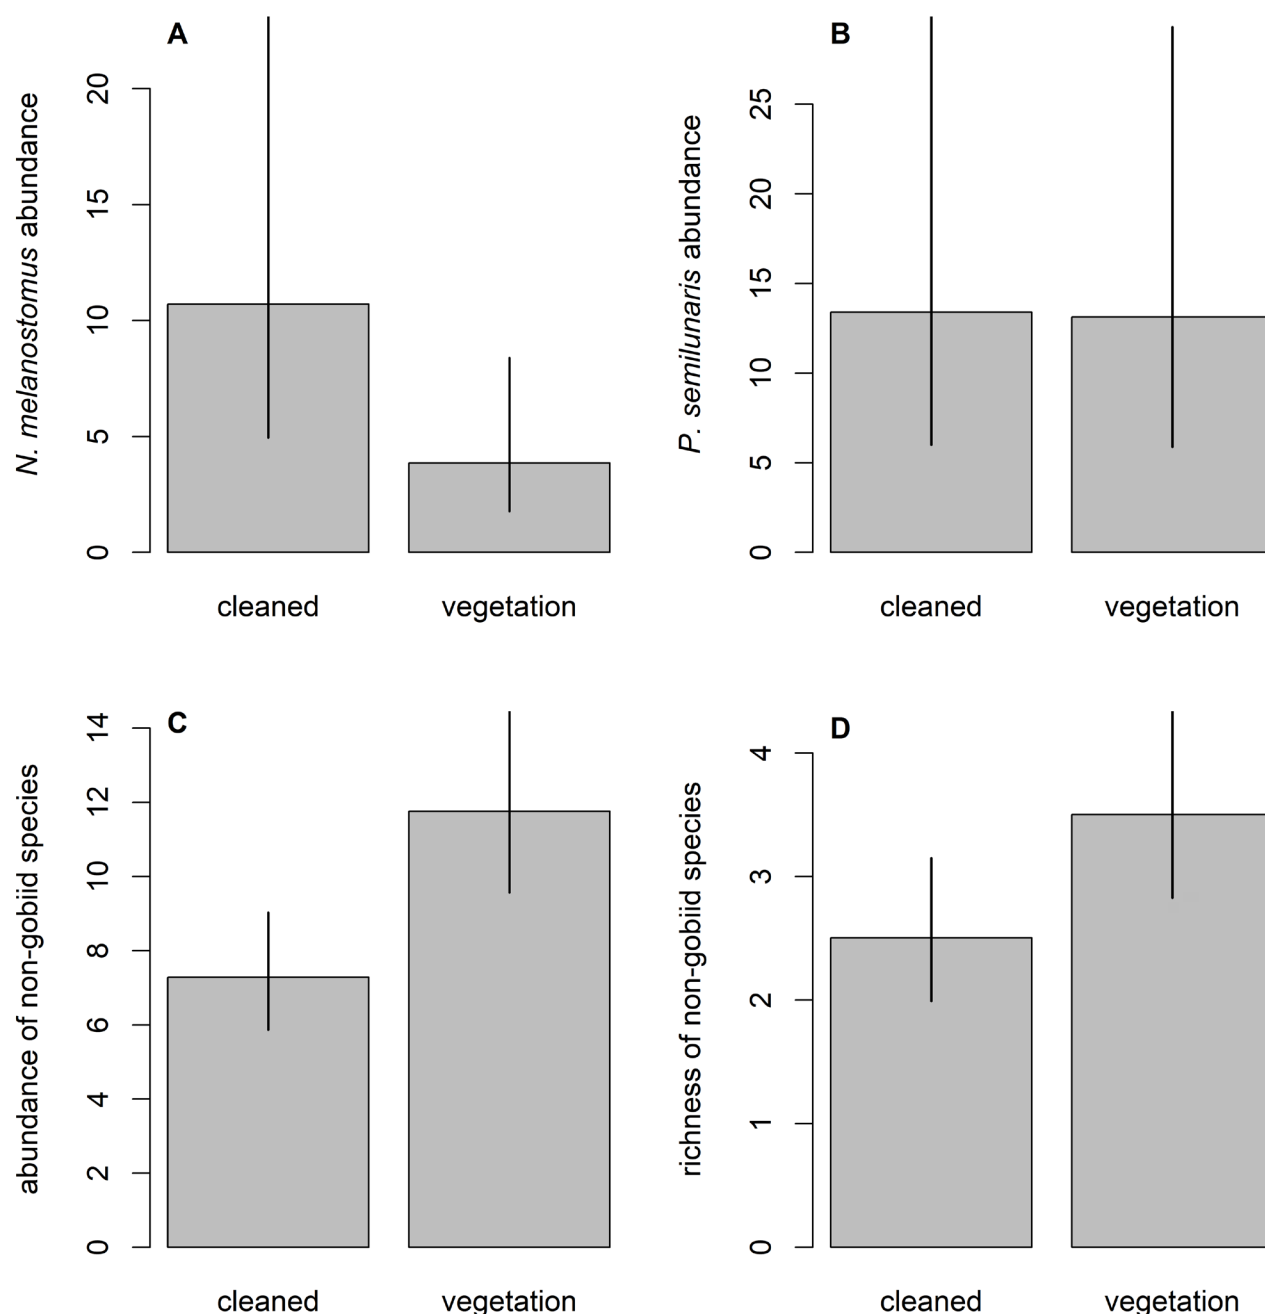 A
N. melanostomus abundance
20
15
10
5
0
cleaned
vegetation
B
P. semilunaris abundance
25
20
15
10
5
0
cleaned
vegetation
C
abundance of non-gobiid species
14
12
10
8
6
4
2
0
cleaned
vegetation
D
richness of non-gobiid species
4
3
2
1
0
cleaned
vegetation